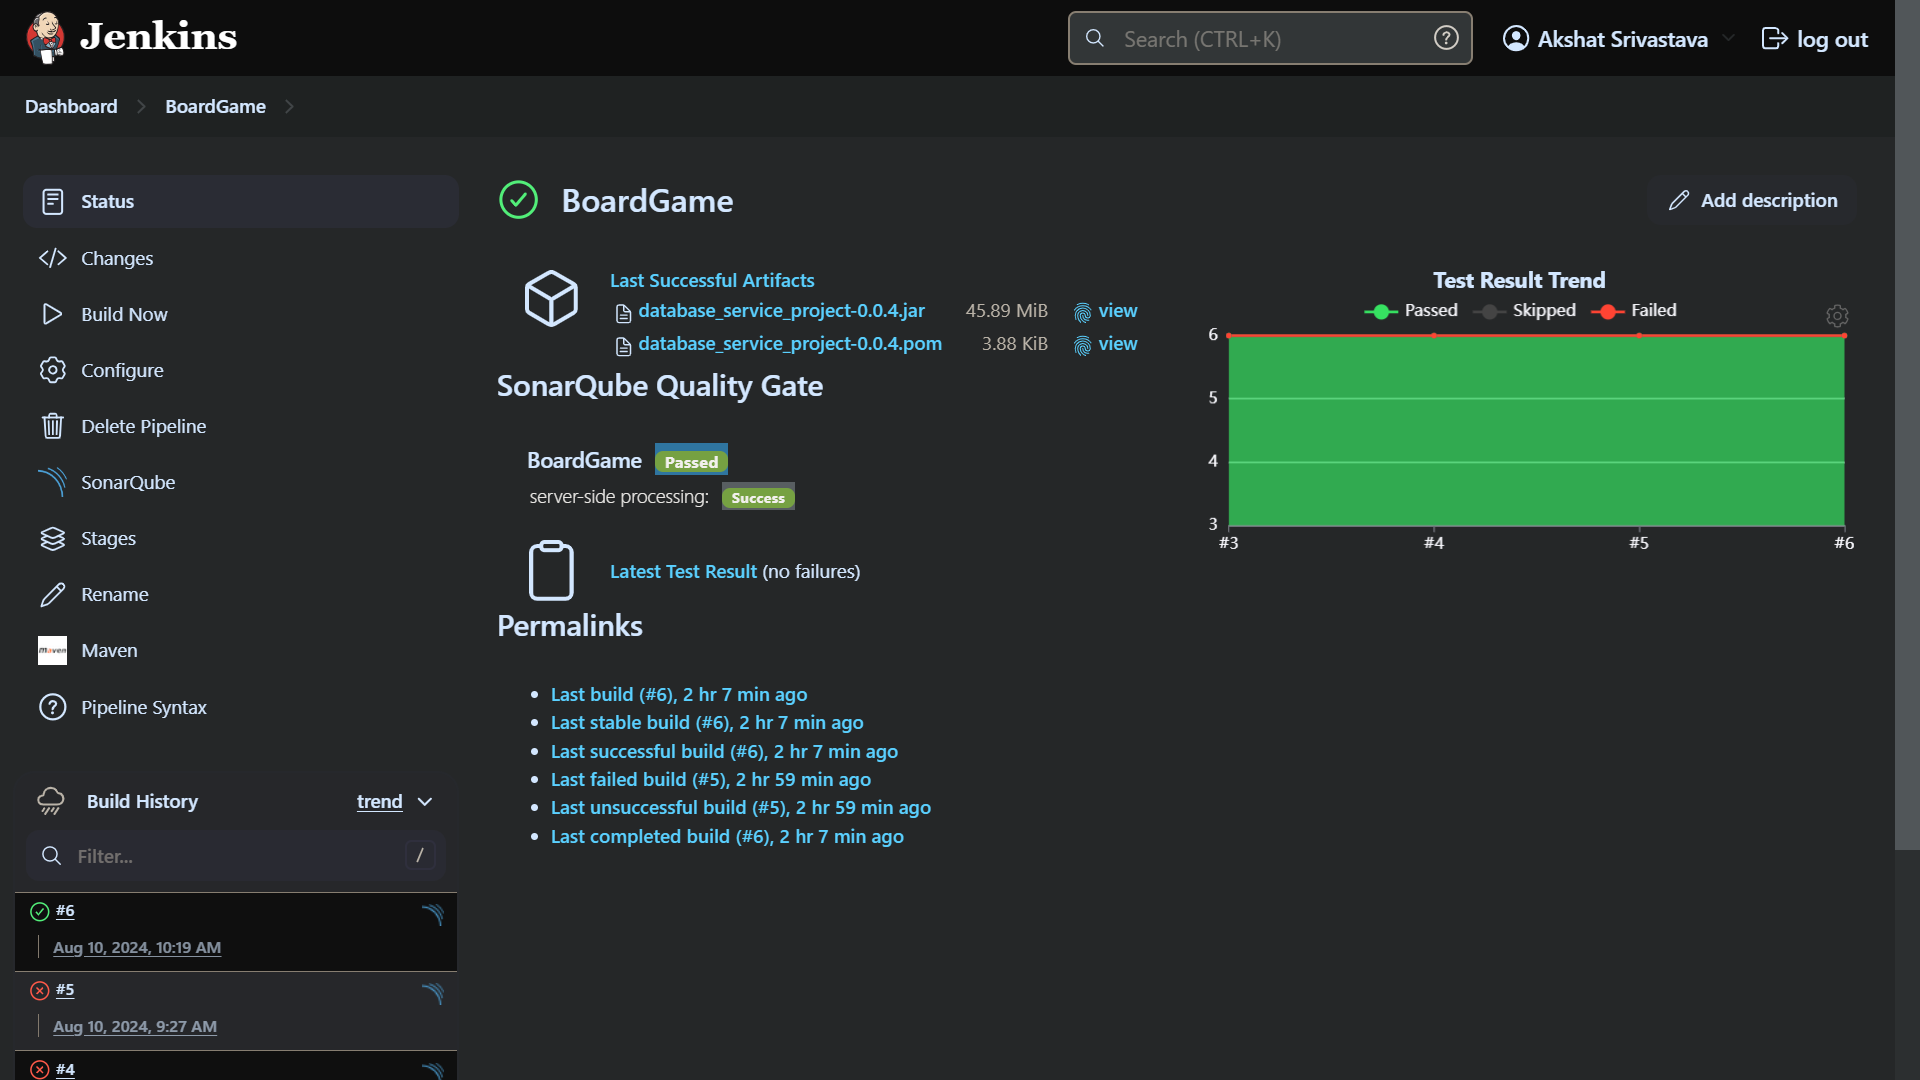 Jenkins
Search (CTRL+K)
Akshat Srivastava
log out
Dashboard
BoardGame
Status
Changes
Build Now
Configure
Delete Pipeline
SonarQube
Stages
Rename
maven
Maven
Pipeline Syntax
Build History
trend
Filter...
/
#6
Aug 10, 2024, 10:19 AM
#5
Aug 10, 2024, 9:27 AM
#4
BoardGame
Add description
Last Successful Artifacts
database_service_project-0.0.4.jar 45.89 MiB view
database_service_project-0.0.4.pom 3.88 KiB view
SonarQube Quality Gate
BoardGame Passed
server-side processing: Success
Latest Test Result (no failures)
Permalinks
Last build (#6), 2 hr 7 min ago
Last stable build (#6), 2 hr 7 min ago
Last successful build (#6), 2 hr 7 min ago
Last failed build (#5), 2 hr 59 min ago
Last unsuccessful build (#5), 2 hr 59 min ago
Last completed build (#6), 2 hr 7 min ago
Test Result Trend
Passed Skipped Failed
6
5
4
3
#3 #4 #5 #6